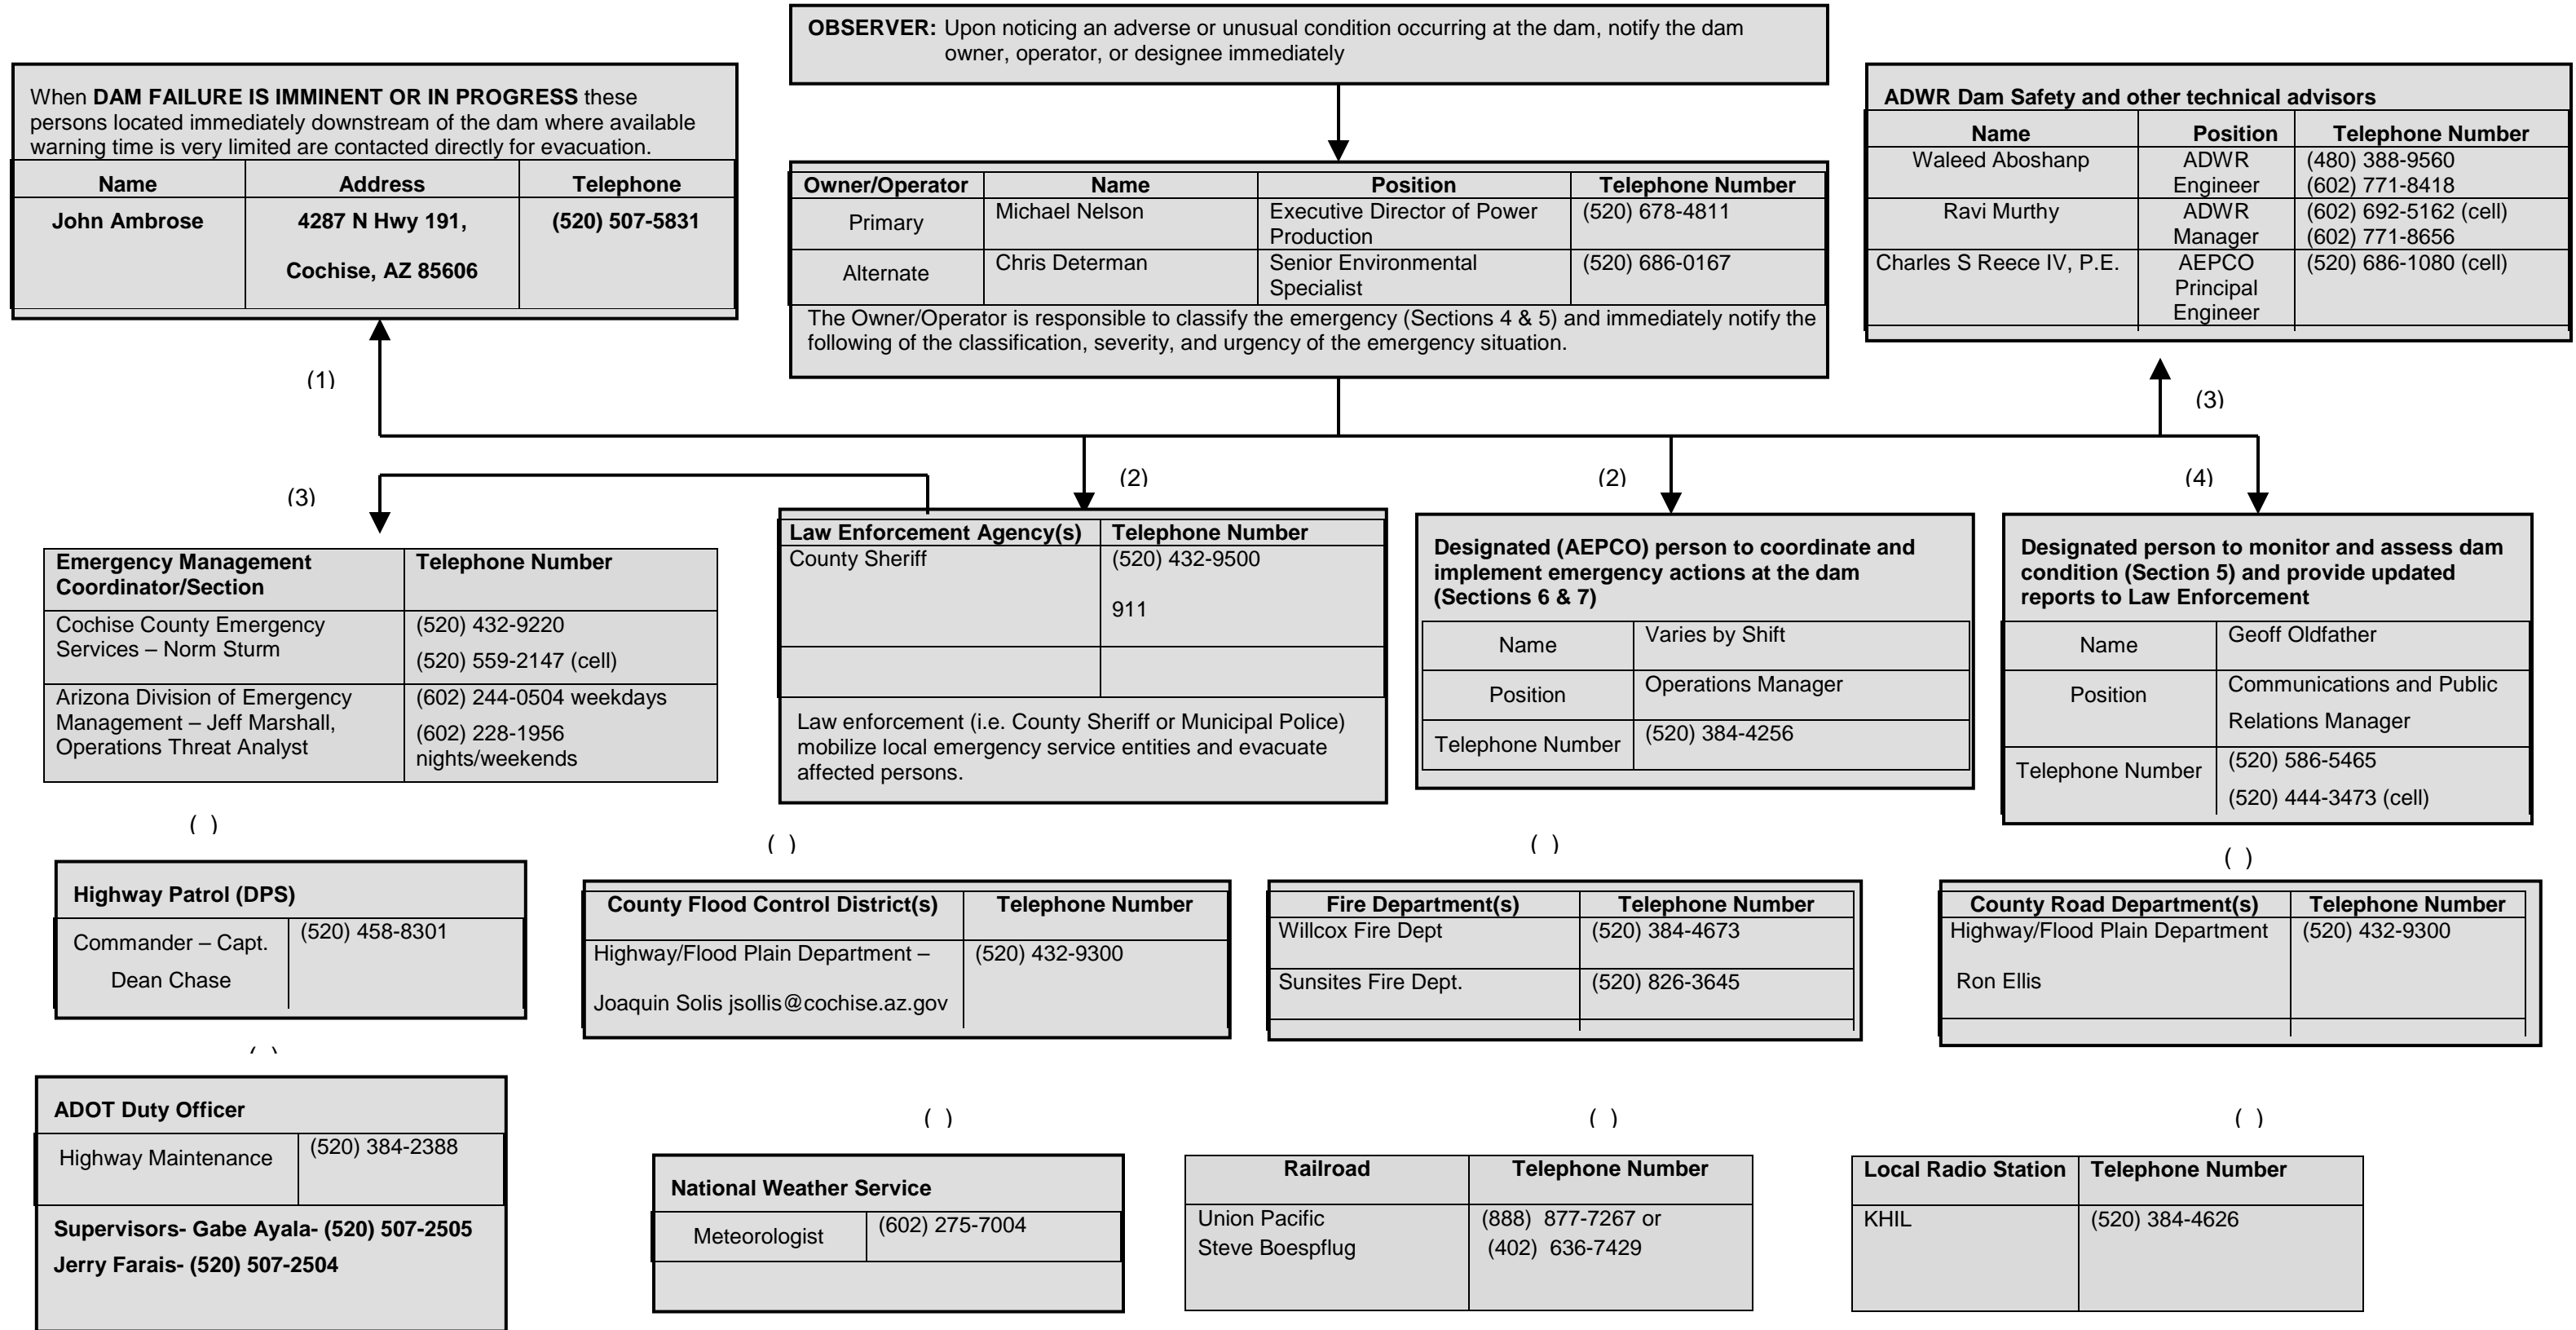 OBSERVER: Upon noticing an adverse or unusual condition occurring at the dam, notify the dam
owner, operator, or designee immediately
When DAM FAILURE IS IMMINENT OR IN PROGRESS these
persons located immediately downstream of the dam where available
warning time is very limited are contacted directly for evacuation.
Name Address Telephone
John Ambrose 4287 N Hwy 191, (520) 507-5831
Cochise, AZ 85606
Owner/Operator Name Position Telephone Number
Primary Michael Nelson Executive Director of Power (520) 678-4811
Production
Alternate Chris Determan Senior Environmental (520) 686-0167
Specialist
The Owner/Operator is responsible to classify the emergency (Sections 4 & 5) and immediately notify the
following of the classification, severity, and urgency of the emergency situation.
ADWR Dam Safety and other technical advisors
Name Position Telephone Number
Waleed Aboshanp ADWR (480) 388-9560
Engineer (602) 771-8418
Ravi Murthy ADWR (602) 692-5162 (cell)
Manager (602) 771-8656
Charles S Reece IV, P.E. AEPCO (520) 686-1080 (cell)
Principal
Engineer
(1)
(3)
(3)
(2)
(2)
(4)
Emergency Management Telephone Number
Coordinator/Section
Cochise County Emergency (520) 432-9220
Services – Norm Sturm
(520) 559-2147 (cell)
Arizona Division of Emergency (602) 244-0504 weekdays
Management – Jeff Marshall,
Operations Threat Analyst
(602) 228-1956
nights/weekends
Law Enforcement Agency(s) Telephone Number
County Sheriff (520) 432-9500
911
Law enforcement (i.e. County Sheriff or Municipal Police)
mobilize local emergency service entities and evacuate
affected persons.
Designated (AEPCO) person to coordinate and
implement emergency actions at the dam
(Sections 6 & 7)
Name Varies by Shift
Position Operations Manager
Telephone Number (520) 384-4256
Designated person to monitor and assess dam
condition (Section 5) and provide updated
reports to Law Enforcement
Name Geoff Oldfather
Position Communications and Public
Relations Manager
Telephone Number (520) 586-5465
(520) 444-3473 (cell)
( )
( )
( )
( )
Highway Patrol (DPS)
Commander – Capt. (520) 458-8301
Dean Chase
County Flood Control District(s) Telephone Number
Highway/Flood Plain Department – (520) 432-9300
Joaquin Solis jsollis@cochise.az.gov
Fire Department(s) Telephone Number
Willcox Fire Dept (520) 384-4673
Sunsites Fire Dept. (520) 826-3645
County Road Department(s) Telephone Number
Highway/Flood Plain Department (520) 432-9300
Ron Ellis
( )
( )
( )
( )
ADOT Duty Officer
Highway Maintenance (520) 384-2388
Supervisors- Gabe Ayala- (520) 507-2505
Jerry Farais- (520) 507-2504
National Weather Service
Meteorologist (602) 275-7004
Railroad Telephone Number
Union Pacific (888) 877-7267 or
Steve Boespflug (402) 636-7429
Local Radio Station Telephone Number
KHIL (520) 384-4626